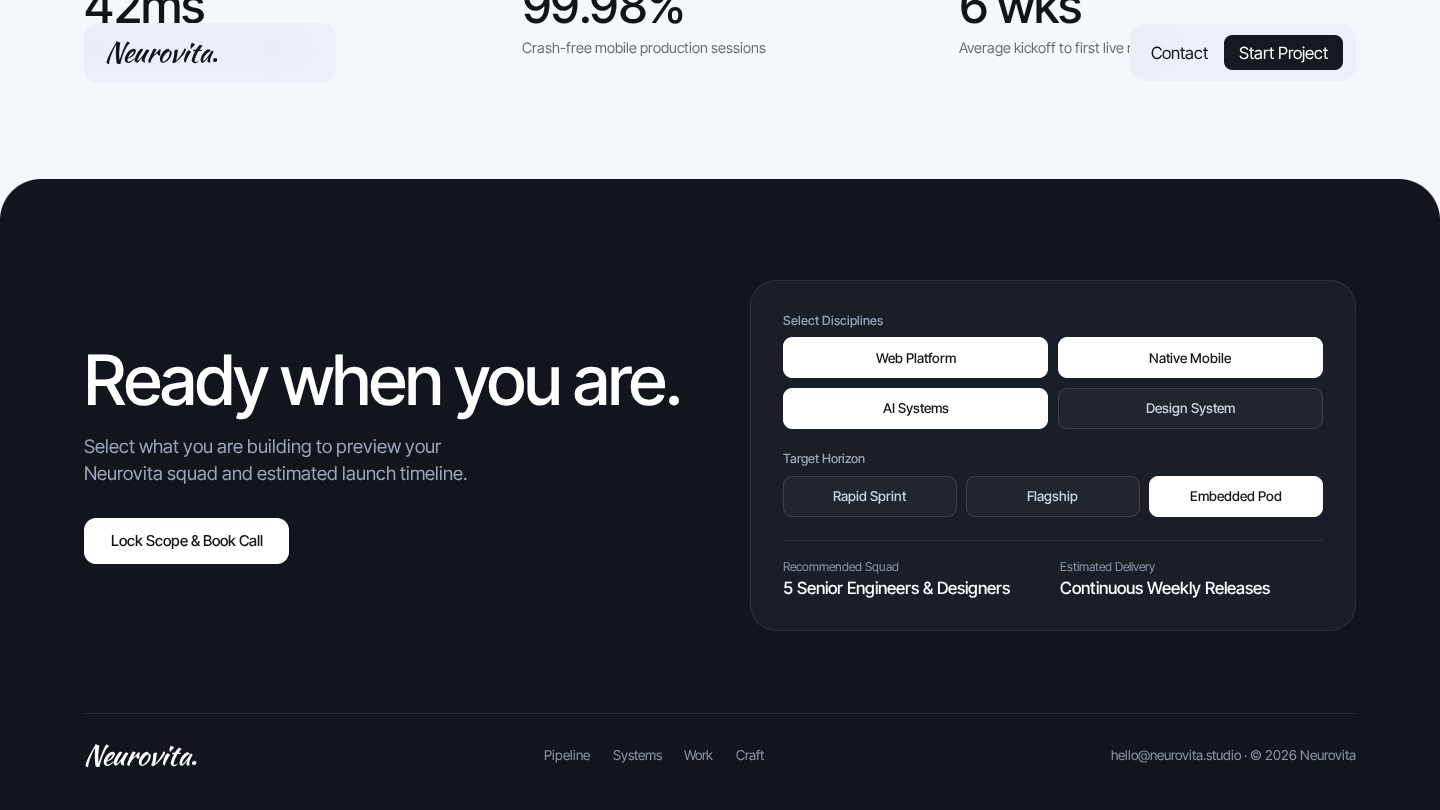 42ms
99.98%
6 wks
Neurovita.
Crash-free mobile production sessions
Average kickoff to first live
Contact
Start Project
Ready when you are.
Select what you are building to preview your
Neurovita squad and estimated launch timeline.
Lock Scope & Book Call
Select Disciplines
Web Platform
Native Mobile
AI Systems
Design System
Target Horizon
Rapid Sprint
Flagship
Embedded Pod
Recommended Squad
5 Senior Engineers & Designers
Estimated Delivery
Continuous Weekly Releases
Neurovita.
Pipeline
Systems
Work
Craft
hello@neurovita.studio · © 2026 Neurovita